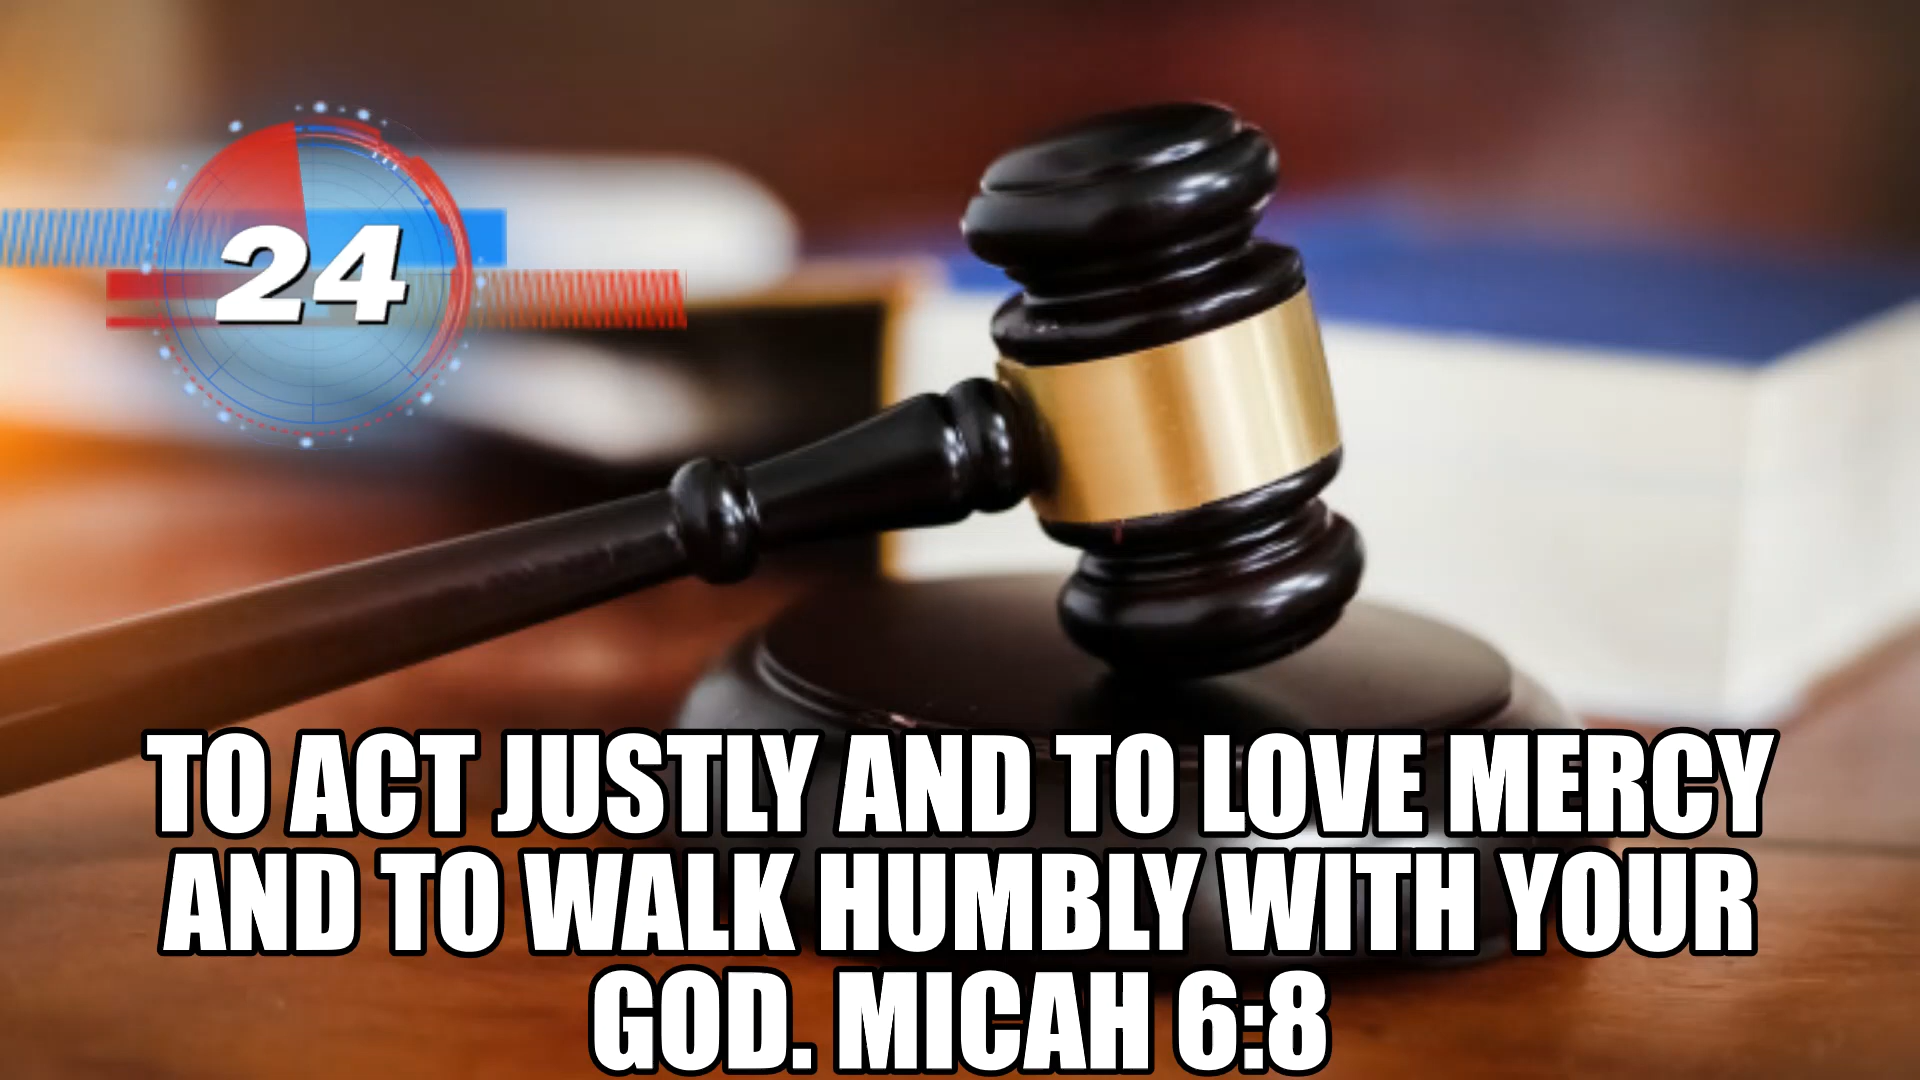 24
TO ACT JUSTLY AND TO LOVE MERCY
AND TO WALK HUMBLY WITH YOUR
GOD. MICAH 6:8